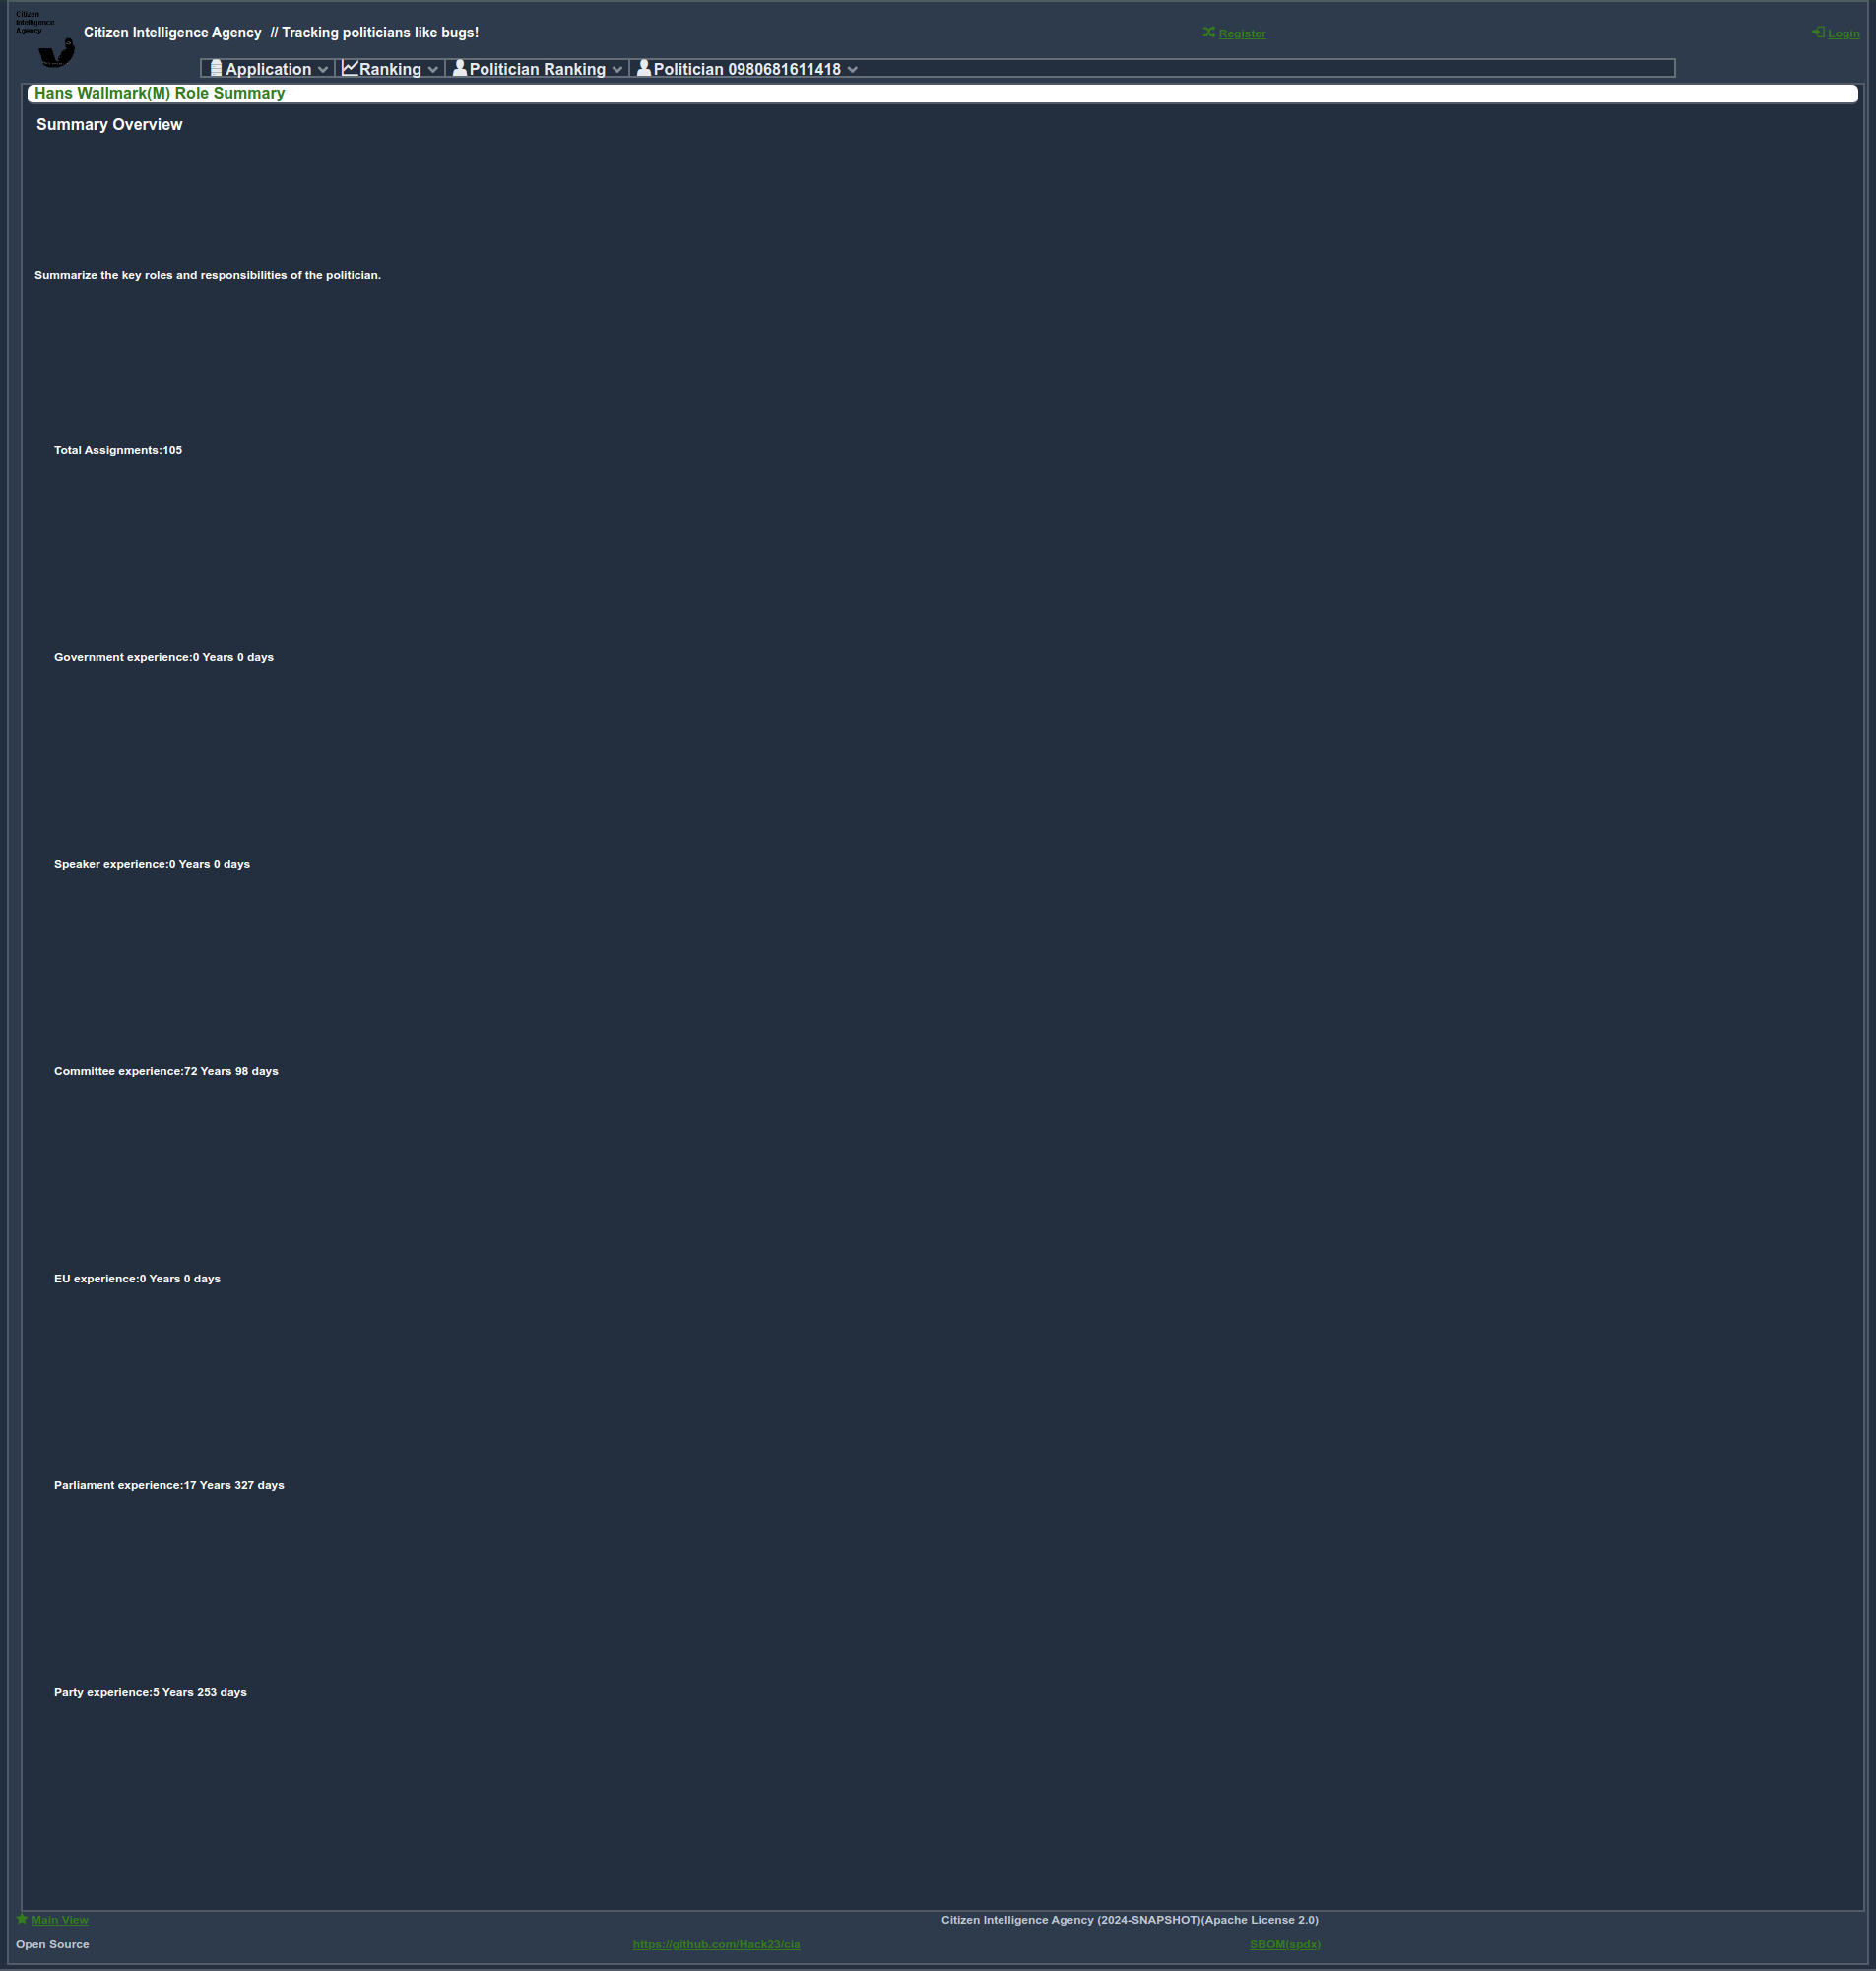 Citizen
Intelligence
Agency
Citizen Intelligence Agency // Tracking politicians like bugs!
Register
Login
Application
Ranking
Politician Ranking
Politician 0980681611418
Hans Wallmark(M) Role Summary
Summary Overview
Summarize the key roles and responsibilities of the politician.
Total Assignments:105
Government experience:0 Years 0 days
Speaker experience:0 Years 0 days
Committee experience:72 Years 98 days
EU experience:0 Years 0 days
Parliament experience:17 Years 327 days
Party experience:5 Years 253 days
Main View
Citizen Intelligence Agency (2024-SNAPSHOT)(Apache License 2.0)
Open Source
https://github.com/Hack23/cia
SBOM(spdx)